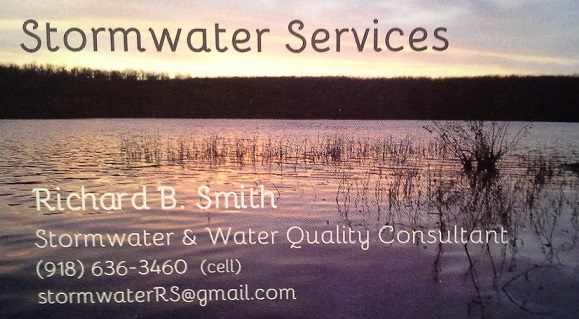 Stormwater Services
Richard B. Smith
Stormwater & Water Quality Consultant
(918) 636-3460 (cell)
stormwaterRS@gmail.com